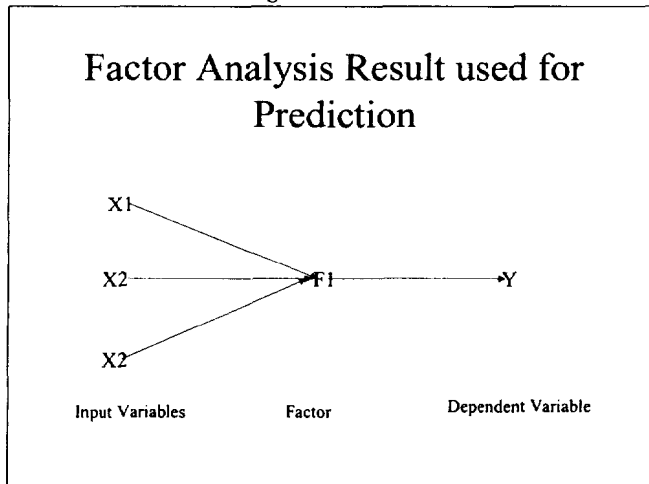 Factor Analysis Result used for
Prediction
X1
X2 F1 Y
X2
Input Variables Factor Dependent Variable